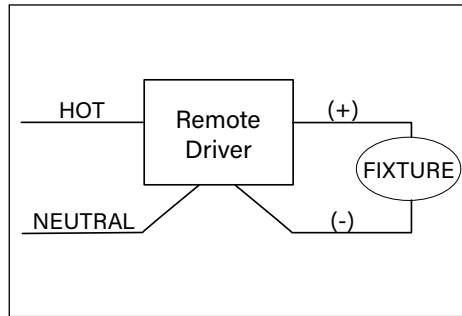 HOT
Remote
Driver
(+)
FIXTURE
NEUTRAL
(-)